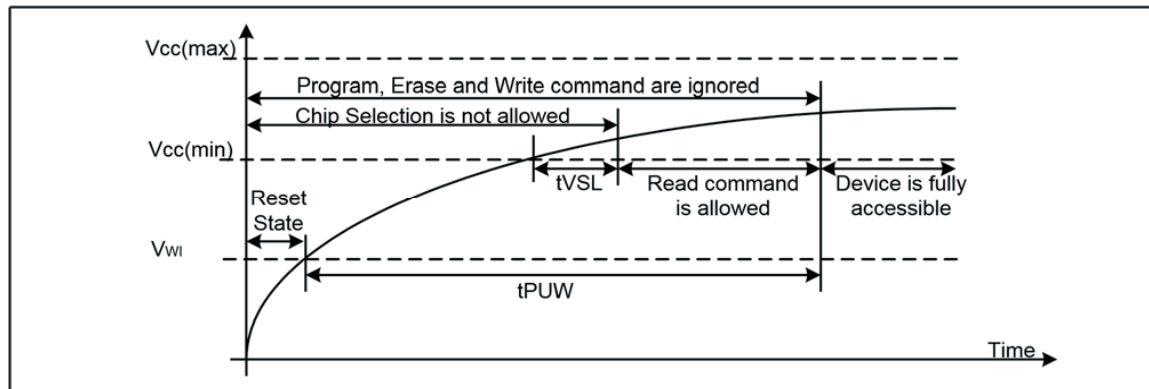 Vcc(max)
Program, Erase and Write command are ignored
Chip Selection is not allowed
Vcc(min)
tVSL
Read command
is allowed
Device is fully
accessible
Reset
State
VWI
tPUW
Time